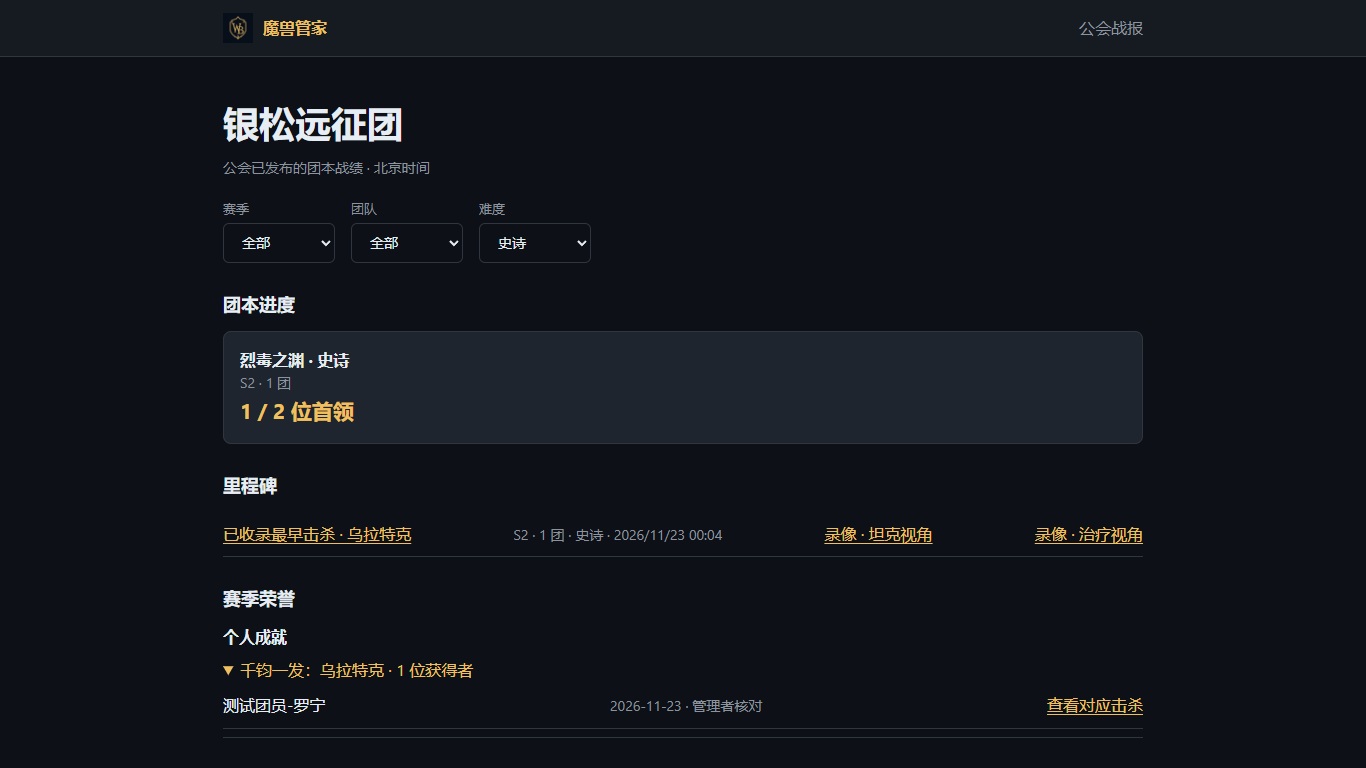 魔兽管家
公会战报
银松远征团
公会已发布的团本战绩 · 北京时间
赛季 团队 难度
全部 全部 史诗
团本进度
烈毒之渊 · 史诗
S2 · 1 团
1 / 2 位首领
里程碑
已收录最早击杀 · 乌拉特克 S2 · 1 团 · 史诗 · 2026/11/23 00:04 录像 · 坦克视角 录像 · 治疗视角
赛季荣誉
个人成就
千钧一发：乌拉特克 · 1 位获得者
测试团员-罗宁 2026-11-23 · 管理者核对 查看对应击杀